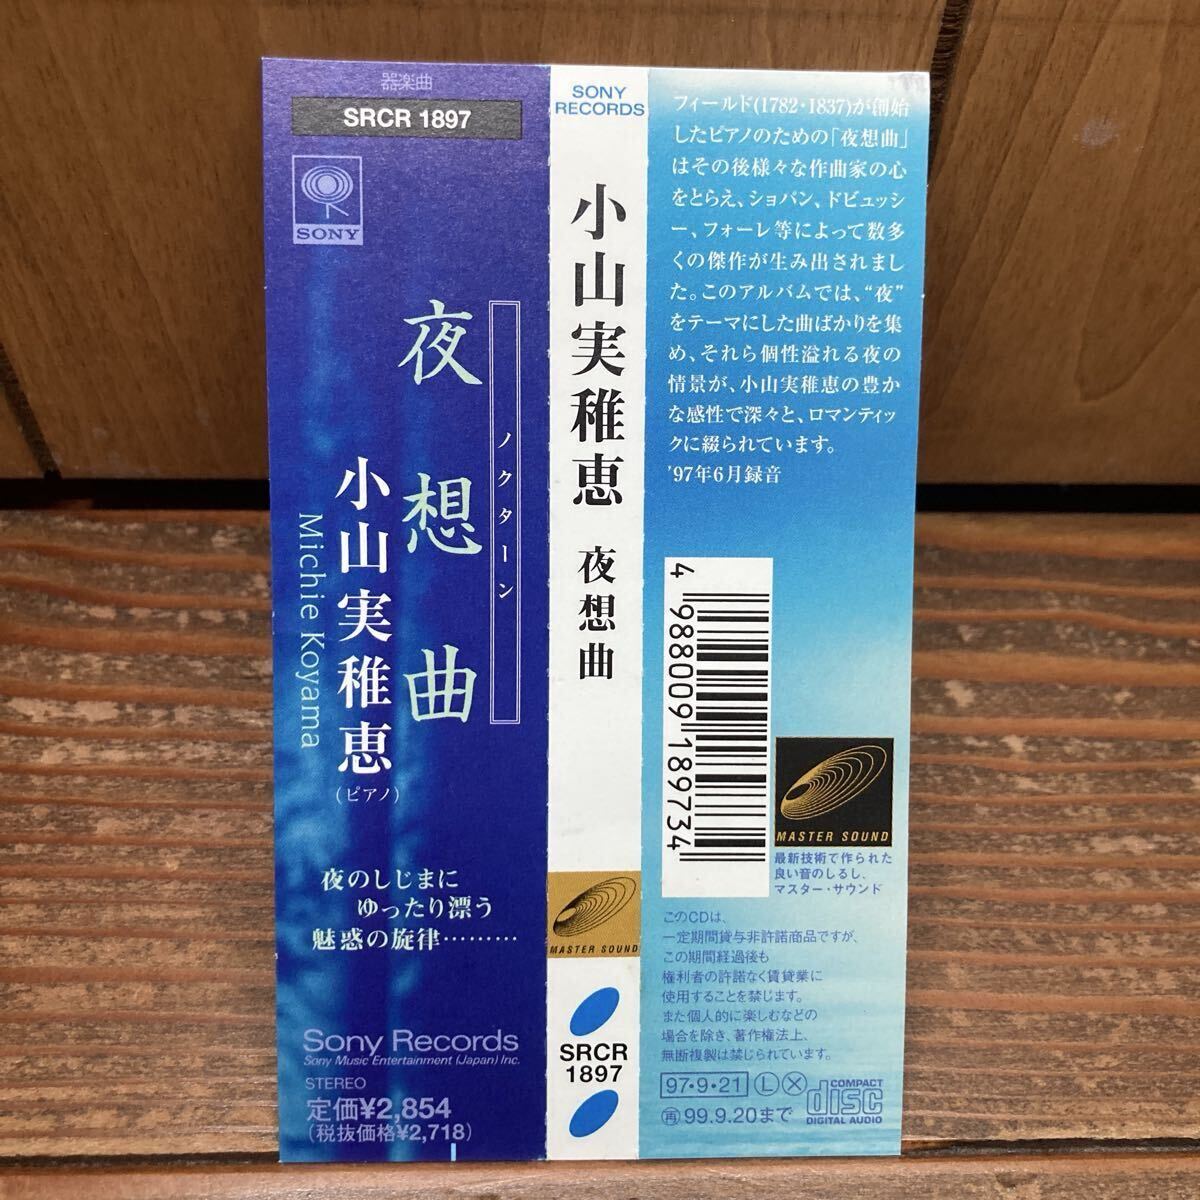 器楽曲
SRCR 1897
SONY
ノクターン
夜想曲
小山実稚恵
(ピアノ)
Michie Koyama
夜のしじまに
ゆったり漂う
魅惑の旋律………
Sony Records
Sony Music Entertainment (Japan) Inc.
STEREO
定価¥2,854
(税抜価格¥2,718)
SONY
RECORDS
小山実稚恵 夜想曲
MASTER SOUND
SRCR
1897
フィールド(1782・1837)が創始
したピアノのための「夜想曲」
はその後様々な作曲家の心
をとらえ、ショパン、ドビュッシ
ー、フォーレ等によって数多
くの傑作が生み出されまし
た。このアルバムでは、“夜”
をテーマにした曲ばかりを集
め、それら個性溢れる夜の
情景が、小山実稚恵の豊か
な感性で深々と、ロマンティッ
クに綴られています。
'97年6月録音
4 988009 189734
MASTER SOUND
最新技術で作られた
良い音のしるし、
マスター・サウンド
このCDは、
一定期間貸与非許諾商品ですが、
この期間経過後も
権利者の許諾なく賃貸業に
使用することを禁じます。
また個人的に楽しむなどの
場合を除き、著作権法上、
無断複製は禁じられています。
97・9・21 Ⓛ Ⓧ
㊢99.9.20まで
COMPACT
disc
DIGITAL AUDIO